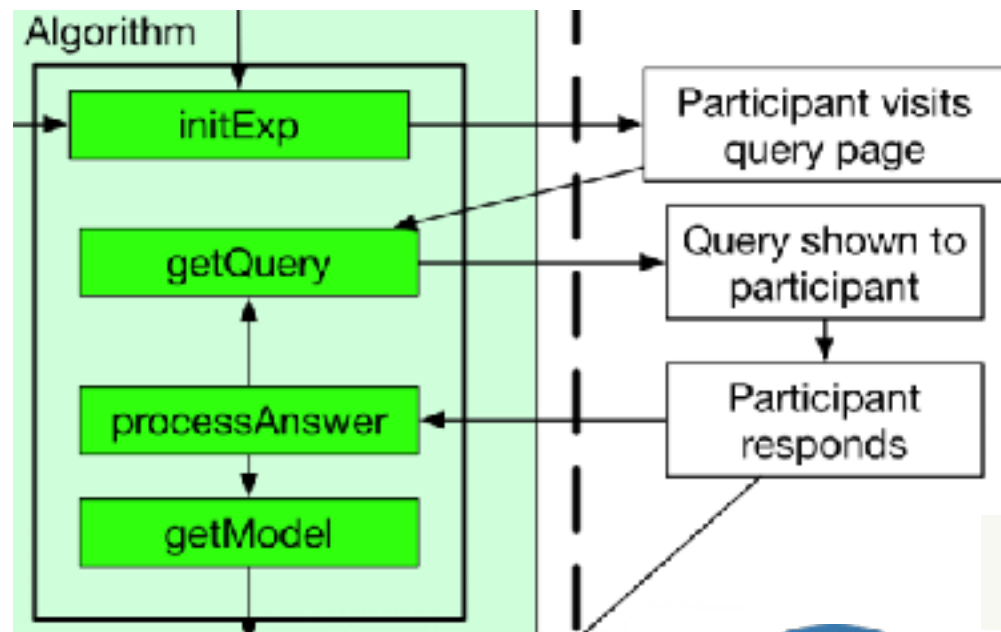 Algorithm
initExp
Participant visits
query page
getQuery
Query shown to
participant
processAnswer
Participant
responds
getModel